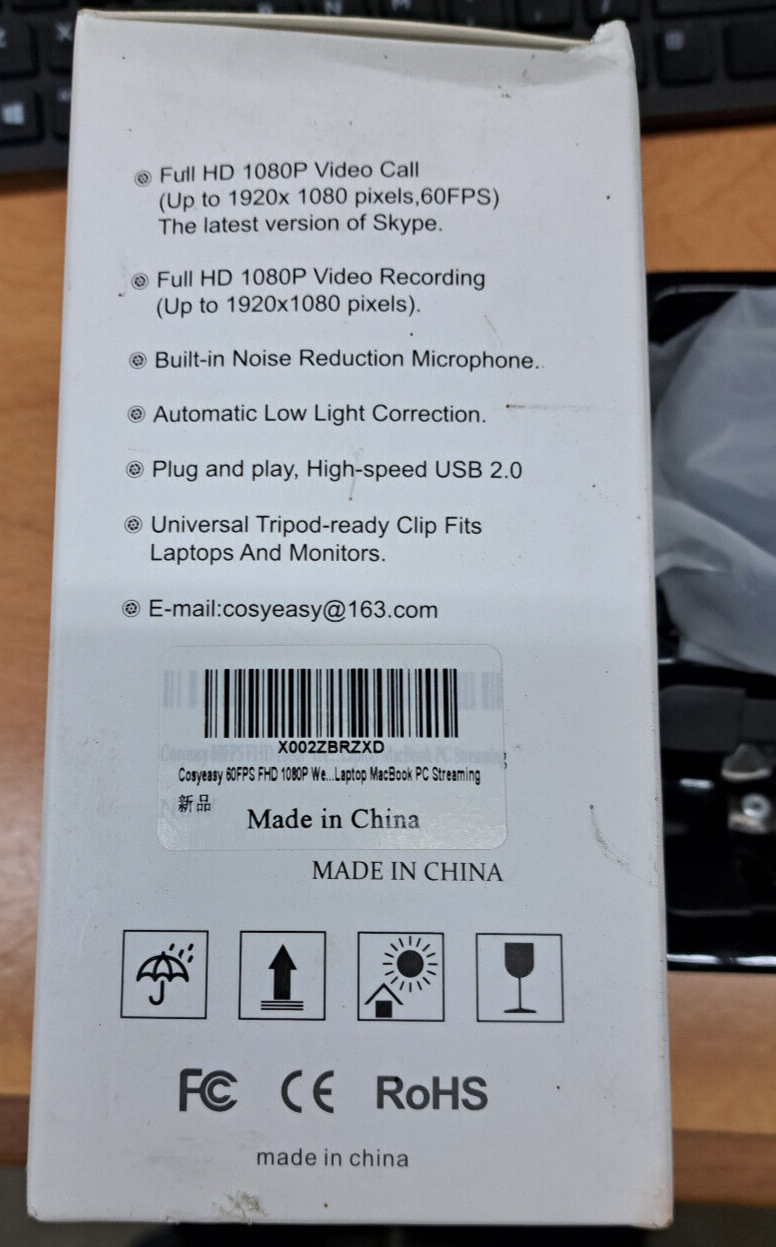 Full HD 1080P Video Call
(Up to 1920x 1080 pixels,60FPS)
The latest version of Skype.
Full HD 1080P Video Recording
(Up to 1920x1080 pixels).
Built-in Noise Reduction Microphone.
Automatic Low Light Correction.
Plug and play, High-speed USB 2.0
Universal Tripod-ready Clip Fits
Laptops And Monitors.
E-mail:cosyeasy@163.com
X002ZBRZXD
Cosyeasy 60FPS FHD 1080P We...Laptop MacBook PC Streaming
新品
Made in China
MADE IN CHINA
FC CE RoHS
made in china